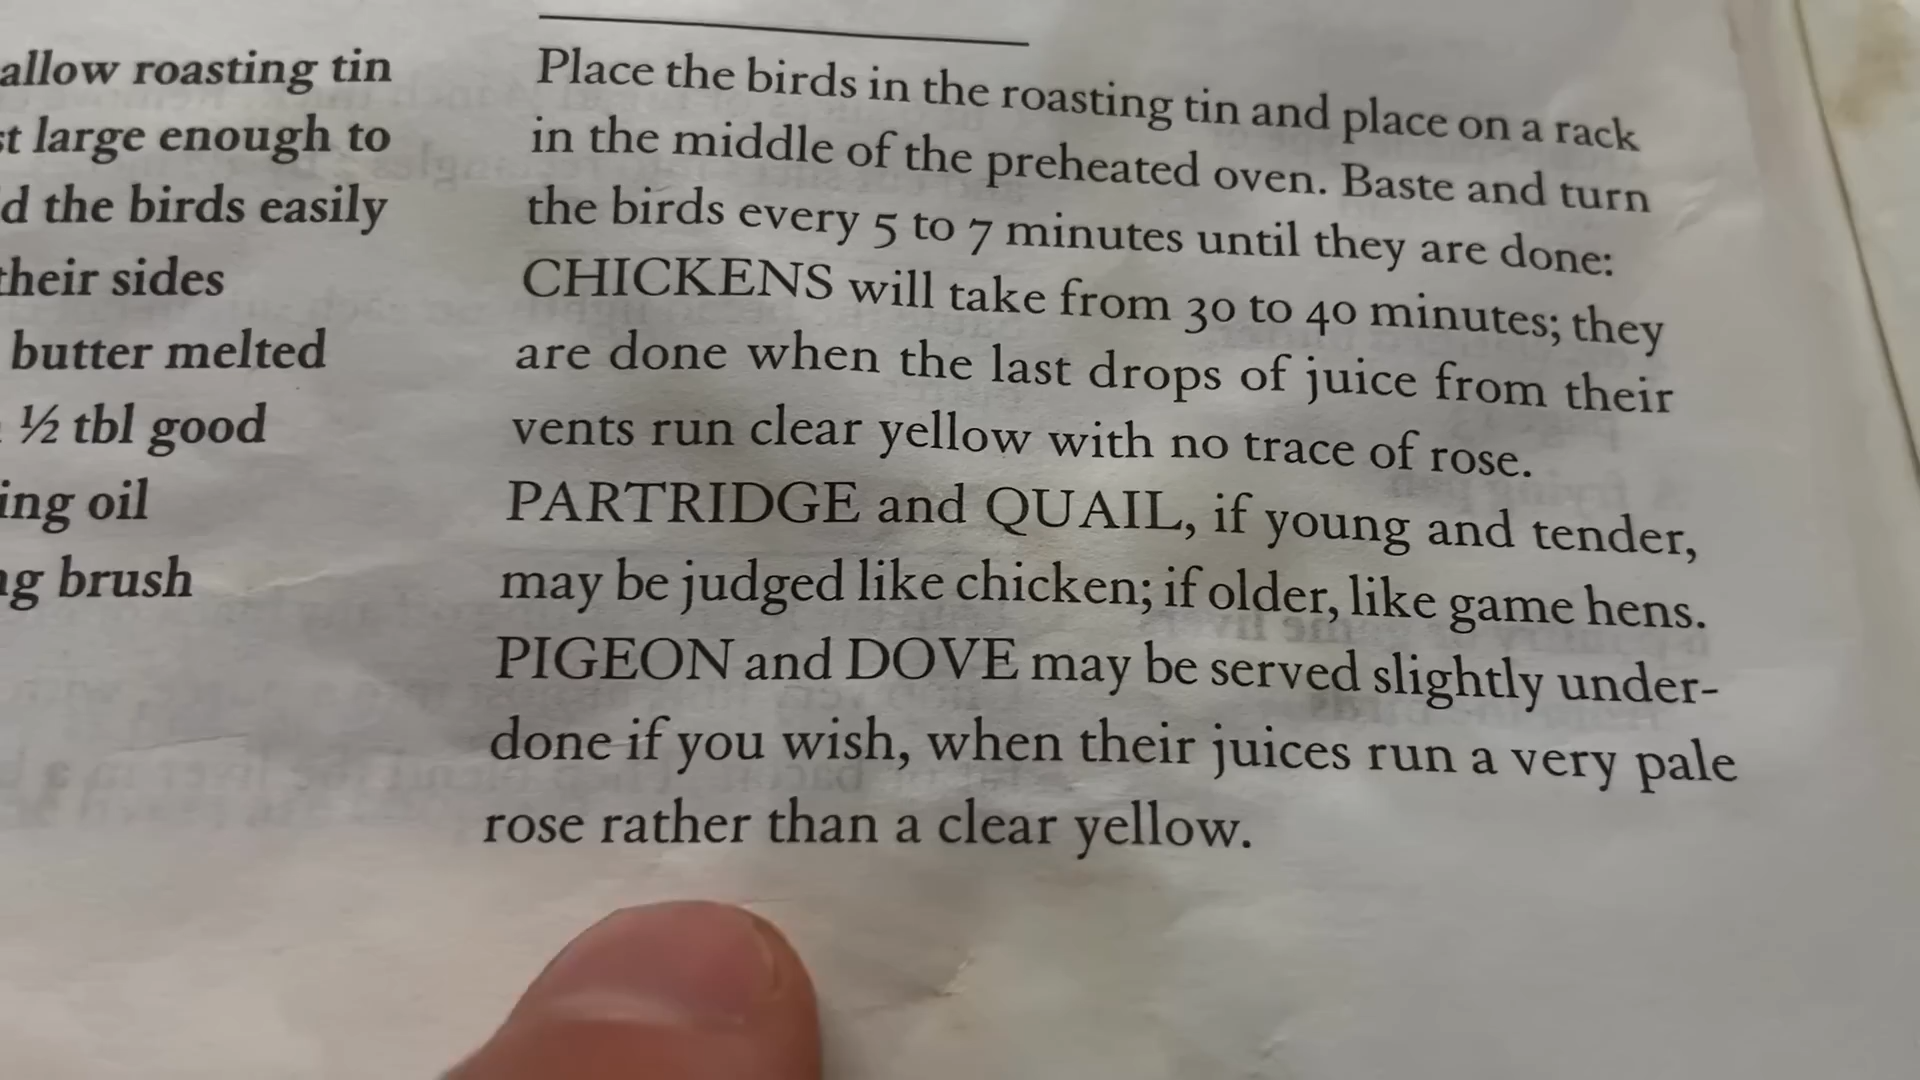 roasting tin
large enough to
the birds easily
their sides
butter melted
½ tbl good
oil
brush
Place the birds in the roasting tin and place on a rack
in the middle of the preheated oven. Baste and turn
the birds every 5 to 7 minutes until they are done:
CHICKENS will take from 30 to 40 minutes; they
are done when the last drops of juice from their
vents run clear yellow with no trace of rose.
PARTRIDGE and QUAIL, if young and tender,
may be judged like chicken; if older, like game hens.
PIGEON and DOVE may be served slightly under-
done if you wish, when their juices run a very pale
rose rather than a clear yellow.